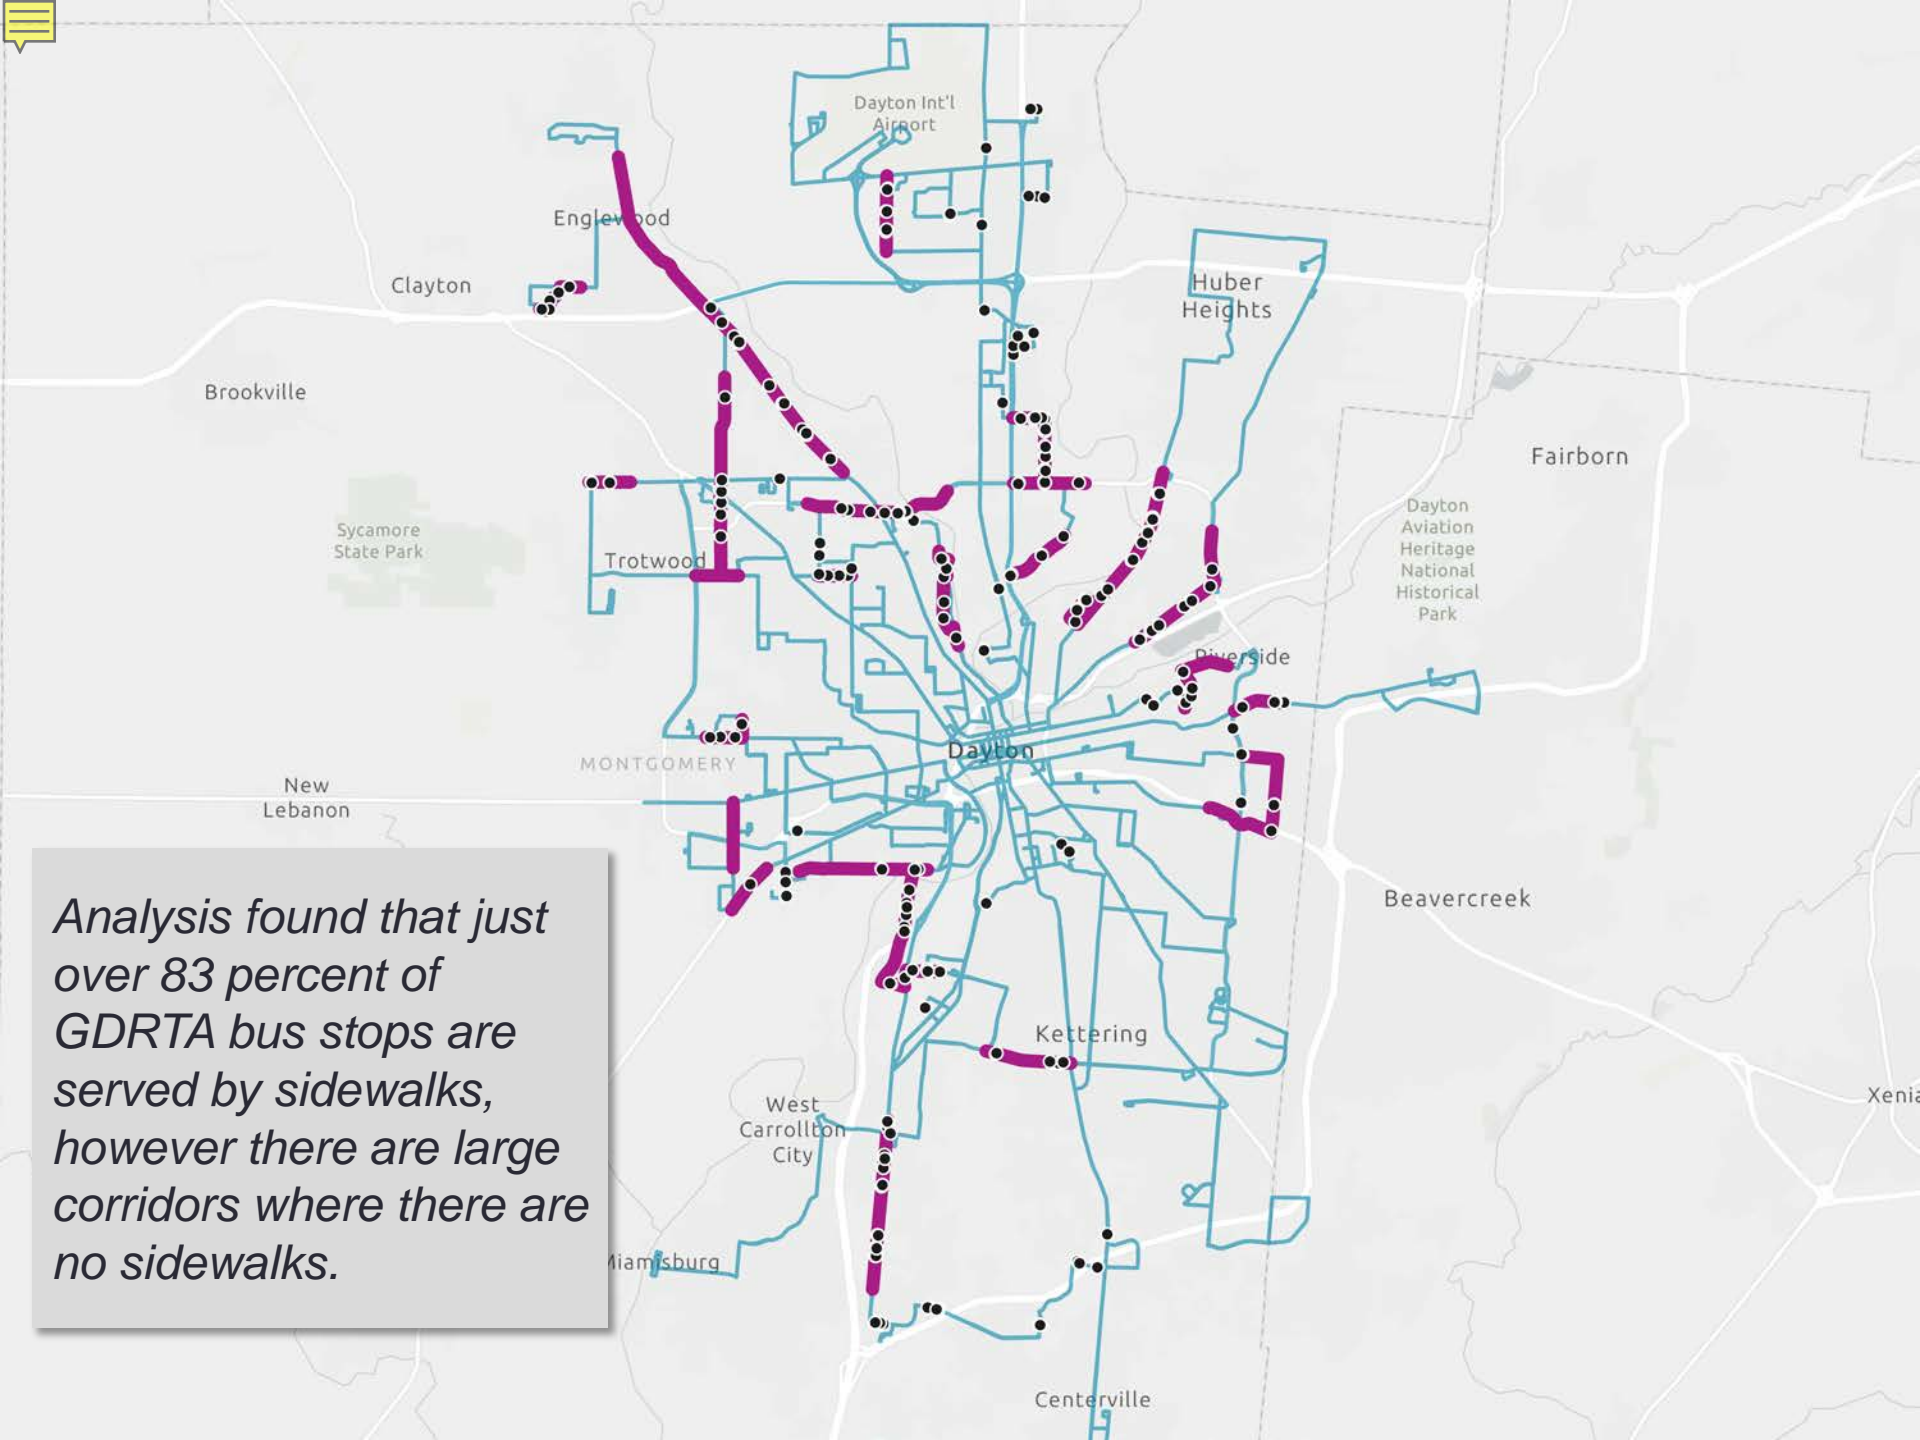 Dayton Int'l
Airport
Englewood
Clayton
Huber
Heights
Brookville
Fairborn
Sycamore
State Park
Dayton
Aviation
Heritage
National
Historical
Park
Trotwood
Riverside
Dayton
MONTGOMERY
New
Lebanon
Beavercreek
Analysis found that just
over 83 percent of
GDRTA bus stops are
served by sidewalks,
however there are large
corridors where there are
no sidewalks.
Kettering
West
Carrollton
City
Xenia
Miamisburg
Centerville